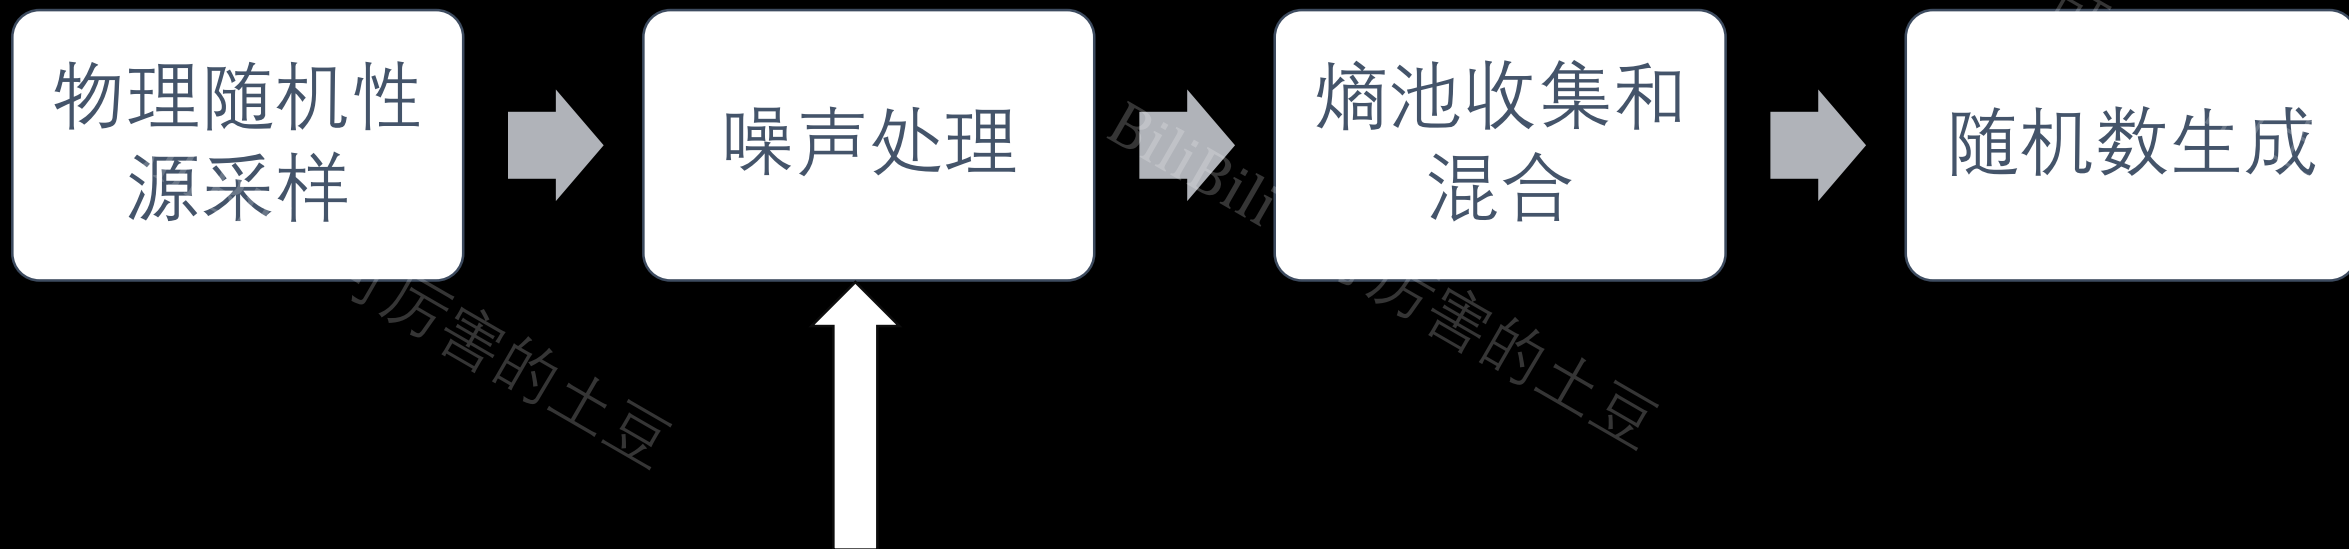 物理随机性
源采样
噪声处理
熵池收集和
混合
随机数生成
BiliBili
厉害的土豆
厉害的土豆